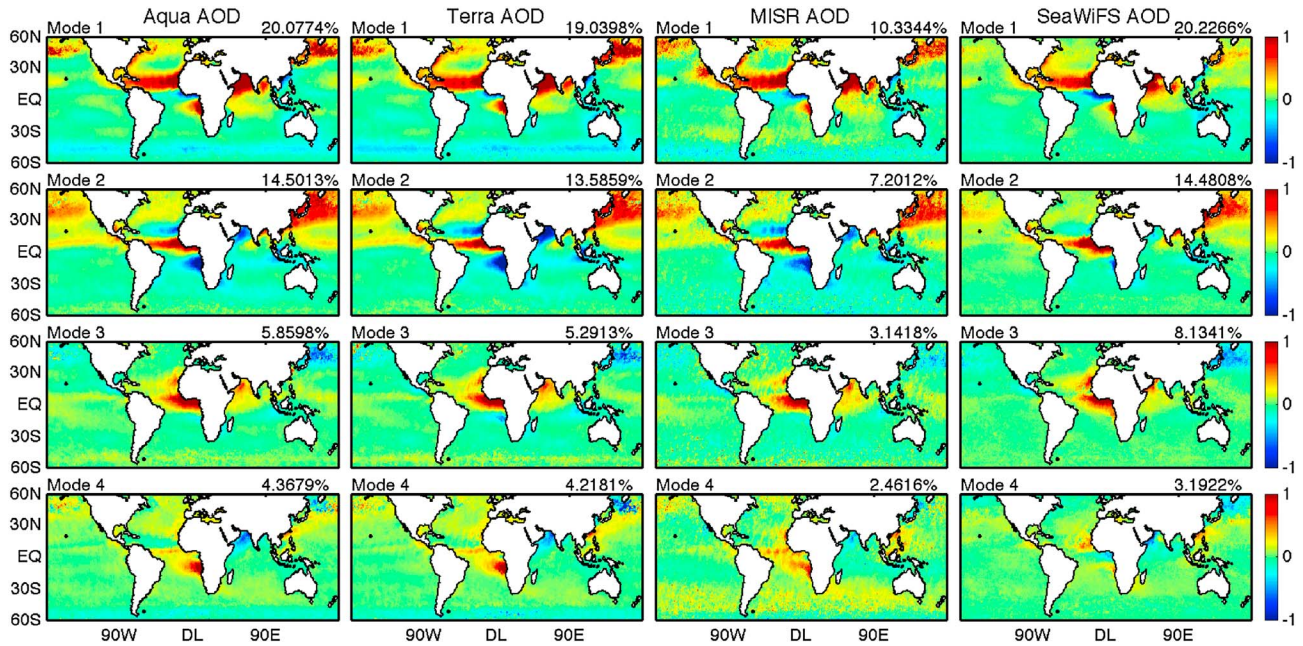 Aqua AOD Terra AOD MISR AOD SeaWiFS AOD
Mode 1 20.0774% Mode 1 19.0398% Mode 1 10.3344% Mode 1 20.2266%
60N 1
30N
EQ 0
30S
60S -1
Mode 2 14.5013% Mode 2 13.5859% Mode 2 7.2012% Mode 2 14.4808%
60N 1
30N
EQ 0
30S
60S -1
Mode 3 5.8598% Mode 3 5.2913% Mode 3 3.1418% Mode 3 8.1341%
60N 1
30N
EQ 0
30S
60S -1
Mode 4 4.3679% Mode 4 4.2181% Mode 4 2.4616% Mode 4 3.1922%
60N 1
30N
EQ 0
30S
60S -1
90W DL 90E 90W DL 90E 90W DL 90E 90W DL 90E